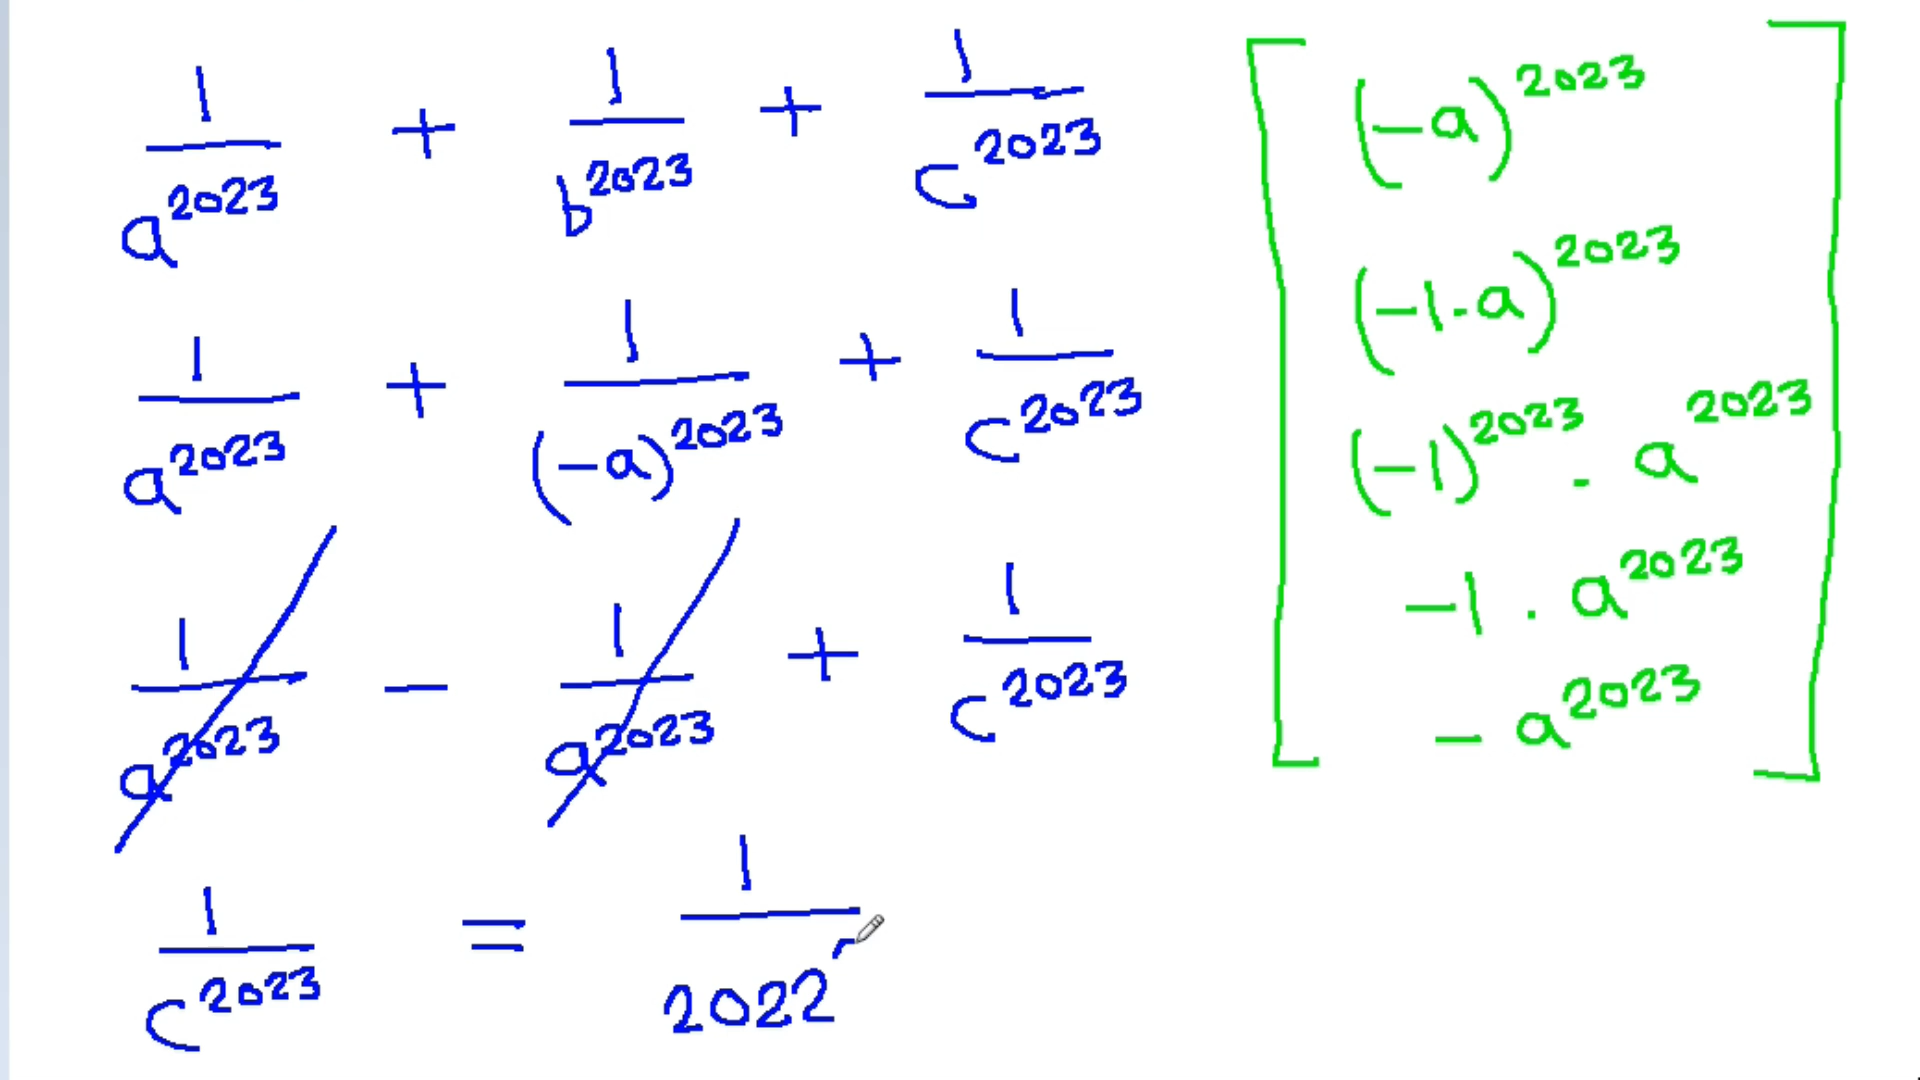 1/a^2023 + 1/b^2023 + 1/c^2023
1/a^2023 + 1/(-a)^2023 + 1/c^2023
1/a^2023 - 1/a^2023 + 1/c^2023
1/c^2023 = 1/2022
(-a)^2023
(-1·a)^2023
(-1)^2023 · a^2023
-1 · a^2023
- a^2023